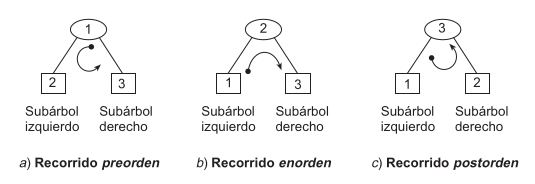 1
2 3
Subárbol Subárbol
izquierdo derecho
a) Recorrido preorden
2
1 3
Subárbol Subárbol
izquierdo derecho
b) Recorrido enorden
3
1 2
Subárbol Subárbol
izquierdo derecho
c) Recorrido postorden